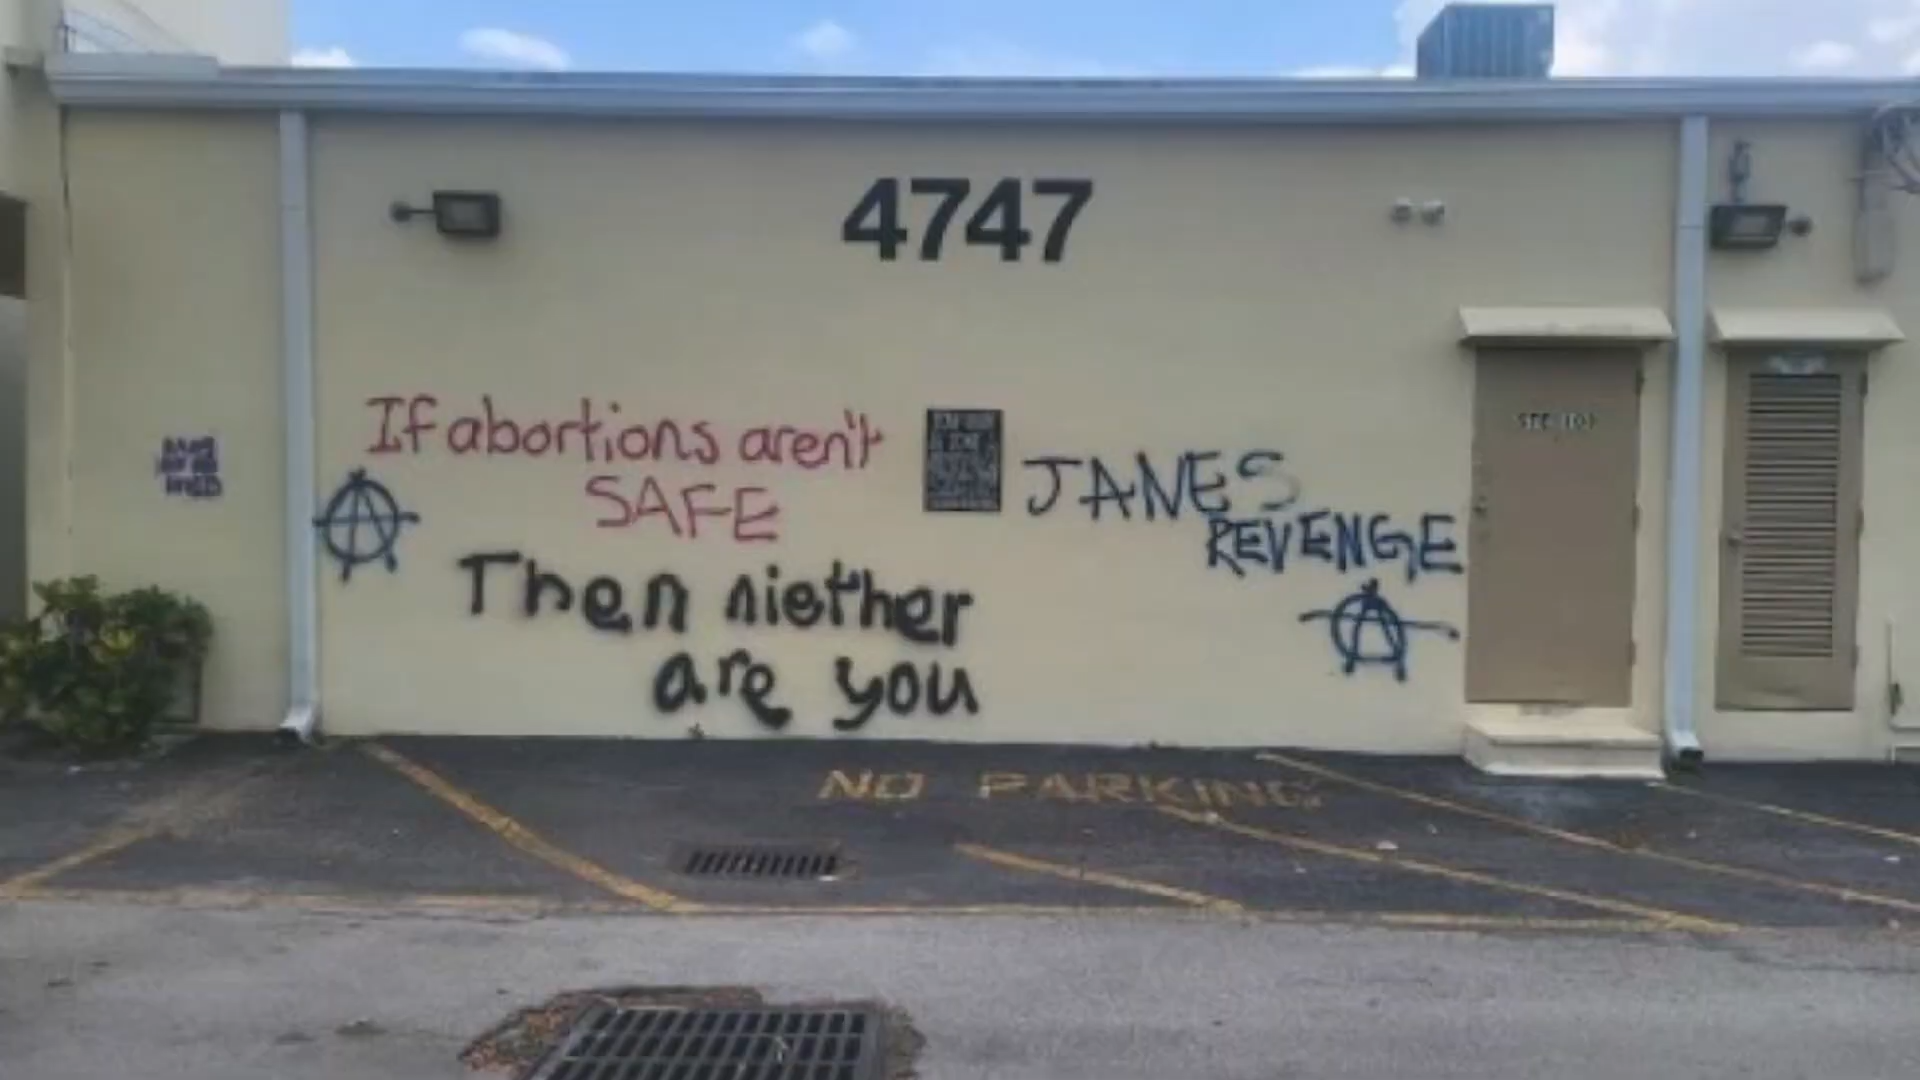 4747
If abortions aren't
SAFE
Then niether
are you
JANES
REVENGE
NO PARKING